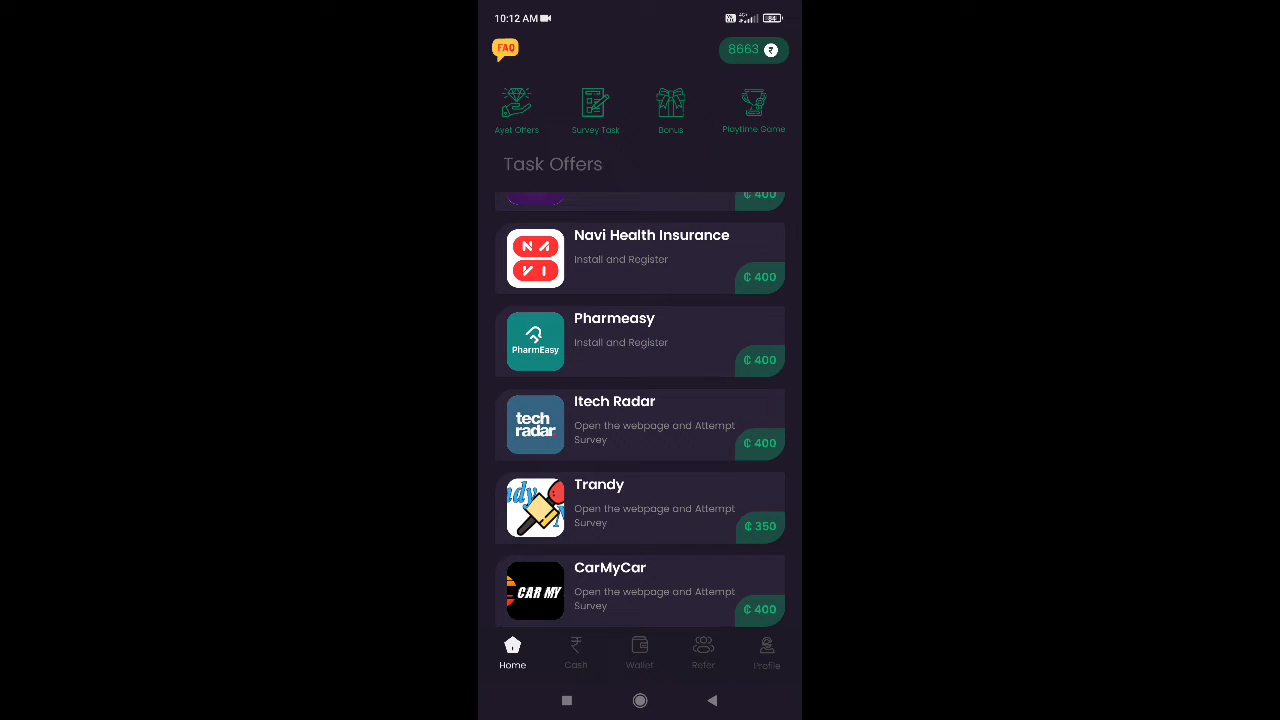 10:12 AM
84
FAQ
8663 ₹
Ayet Offers
Survey Task
Bonus
Playtime Game
Task Offers
₵ 400
Navi Health Insurance
Install and Register
NAVI
₵ 400
Pharmeasy
Install and Register
PharmEasy
₵ 400
Itech Radar
Open the webpage and Attempt
Survey
tech
radar
₵ 400
Trandy
Open the webpage and Attempt
Survey
₵ 350
CarMyCar
Open the webpage and Attempt
Survey
CAR MY
₵ 400
Home
Cash
Wallet
Refer
Profile